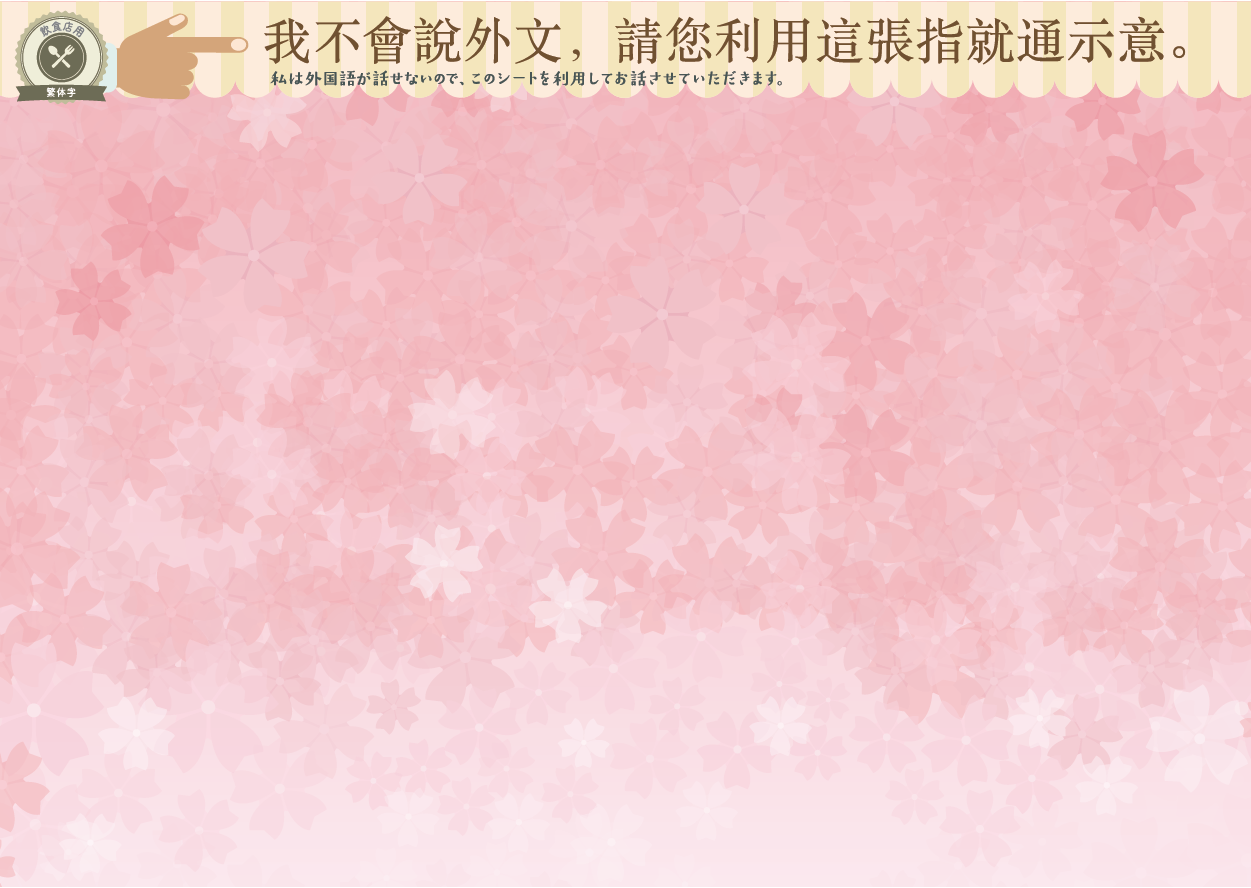 飲食店用
繁体字
我不會說外文，請您利用這張指就通示意。
私は外国語が話せないので、このシートを利用してお話させていただきます。